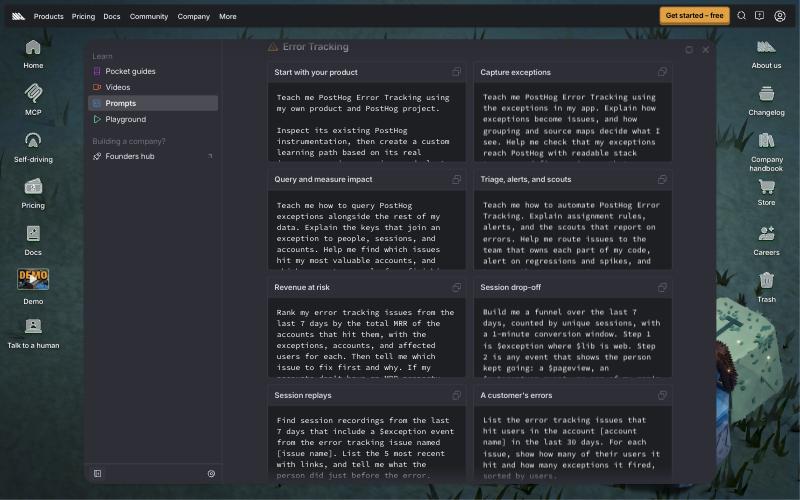 Products Pricing Docs Community Company More
Get started – free
Home
MCP
Self-driving
Pricing
Docs
DEMO
Demo
Talk to a human
Learn
Pocket guides
Videos
Prompts
Playground
Building a company?
Founders hub
Error Tracking
Start with your product
Teach me PostHog Error Tracking using
my own product and PostHog project.
Inspect its existing PostHog
instrumentation, then create a custom
learning path based on its real
Capture exceptions
Teach me PostHog Error Tracking using
the exceptions in my app. Explain how
exceptions become issues, and how
grouping and source maps decide what I
see. Help me check that my exceptions
reach PostHog with readable stack
Query and measure impact
Teach me how to query PostHog
exceptions alongside the rest of my
data. Explain the keys that join an
exception to people, sessions, and
accounts. Help me find which issues
hit my most valuable accounts, and
Triage, alerts, and scouts
Teach me how to automate PostHog Error
Tracking. Explain assignment rules,
alerts, and the scouts that report on
errors. Help me route issues to the
team that owns each part of my code,
alert on regressions and spikes, and
Revenue at risk
Rank my error tracking issues from the
last 7 days by the total MRR of the
accounts that hit them, with the
exceptions, accounts, and affected
users for each. Then tell me which
issue to fix first and why. If my
Session drop-off
Build me a funnel over the last 7
days, counted by unique sessions, with
a 1-minute conversion window. Step 1
is $exception where $lib is web. Step
2 is any event that shows the person
kept going: a $pageview, an
Session replays
Find session recordings from the last
7 days that include a $exception event
from the error tracking issue named
[issue name]. List the 5 most recent
with links, and tell me what the
person did just before the error.
A customer's errors
List the error tracking issues that
hit users in the account [account
name] in the last 30 days. For each
issue, show how many of their users it
hit and how many exceptions it fired,
sorted by users.
About us
Changelog
Company
handbook
Store
Careers
Trash